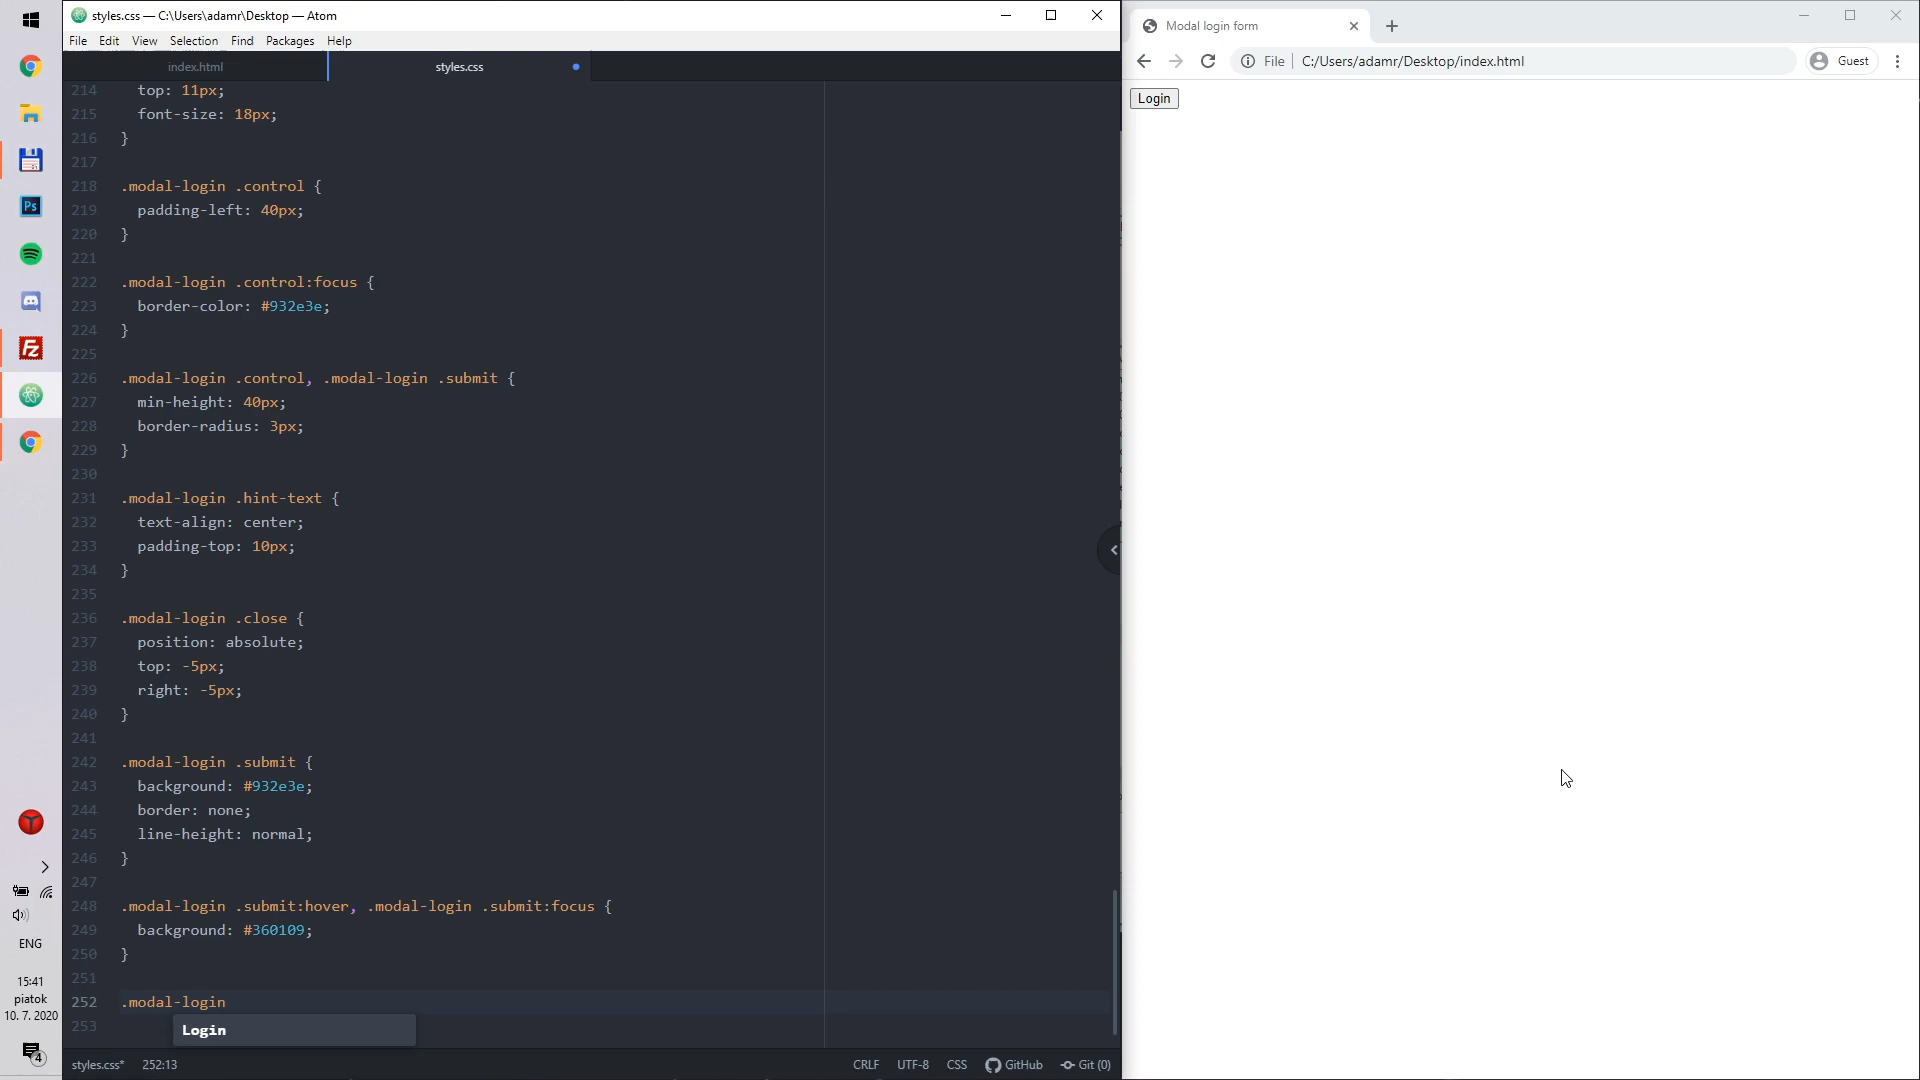 styles.css — C:\Users\adamr\Desktop — Atom
File Edit View Selection Find Packages Help
index.html
styles.css
214 top: 11px;
215 font-size: 18px;
216 }
217
218 .modal-login .control {
219 padding-left: 40px;
220 }
221
222 .modal-login .control:focus {
223 border-color: #932e3e;
224 }
225
226 .modal-login .control, .modal-login .submit {
227 min-height: 40px;
228 border-radius: 3px;
229 }
230
231 .modal-login .hint-text {
232 text-align: center;
233 padding-top: 10px;
234 }
235
236 .modal-login .close {
237 position: absolute;
238 top: -5px;
239 right: -5px;
240 }
241
242 .modal-login .submit {
243 background: #932e3e;
244 border: none;
245 line-height: normal;
246 }
247
248 .modal-login .submit:hover, .modal-login .submit:focus {
249 background: #360109;
250 }
251
252 .modal-login
253
Login
styles.css* 252:13
CRLF UTF-8 CSS GitHub Git (0)
Modal login form
File C:/Users/adamr/Desktop/index.html
Guest
Login
Ps
Fz
ENG
15:41
piatok
10. 7. 2020
4